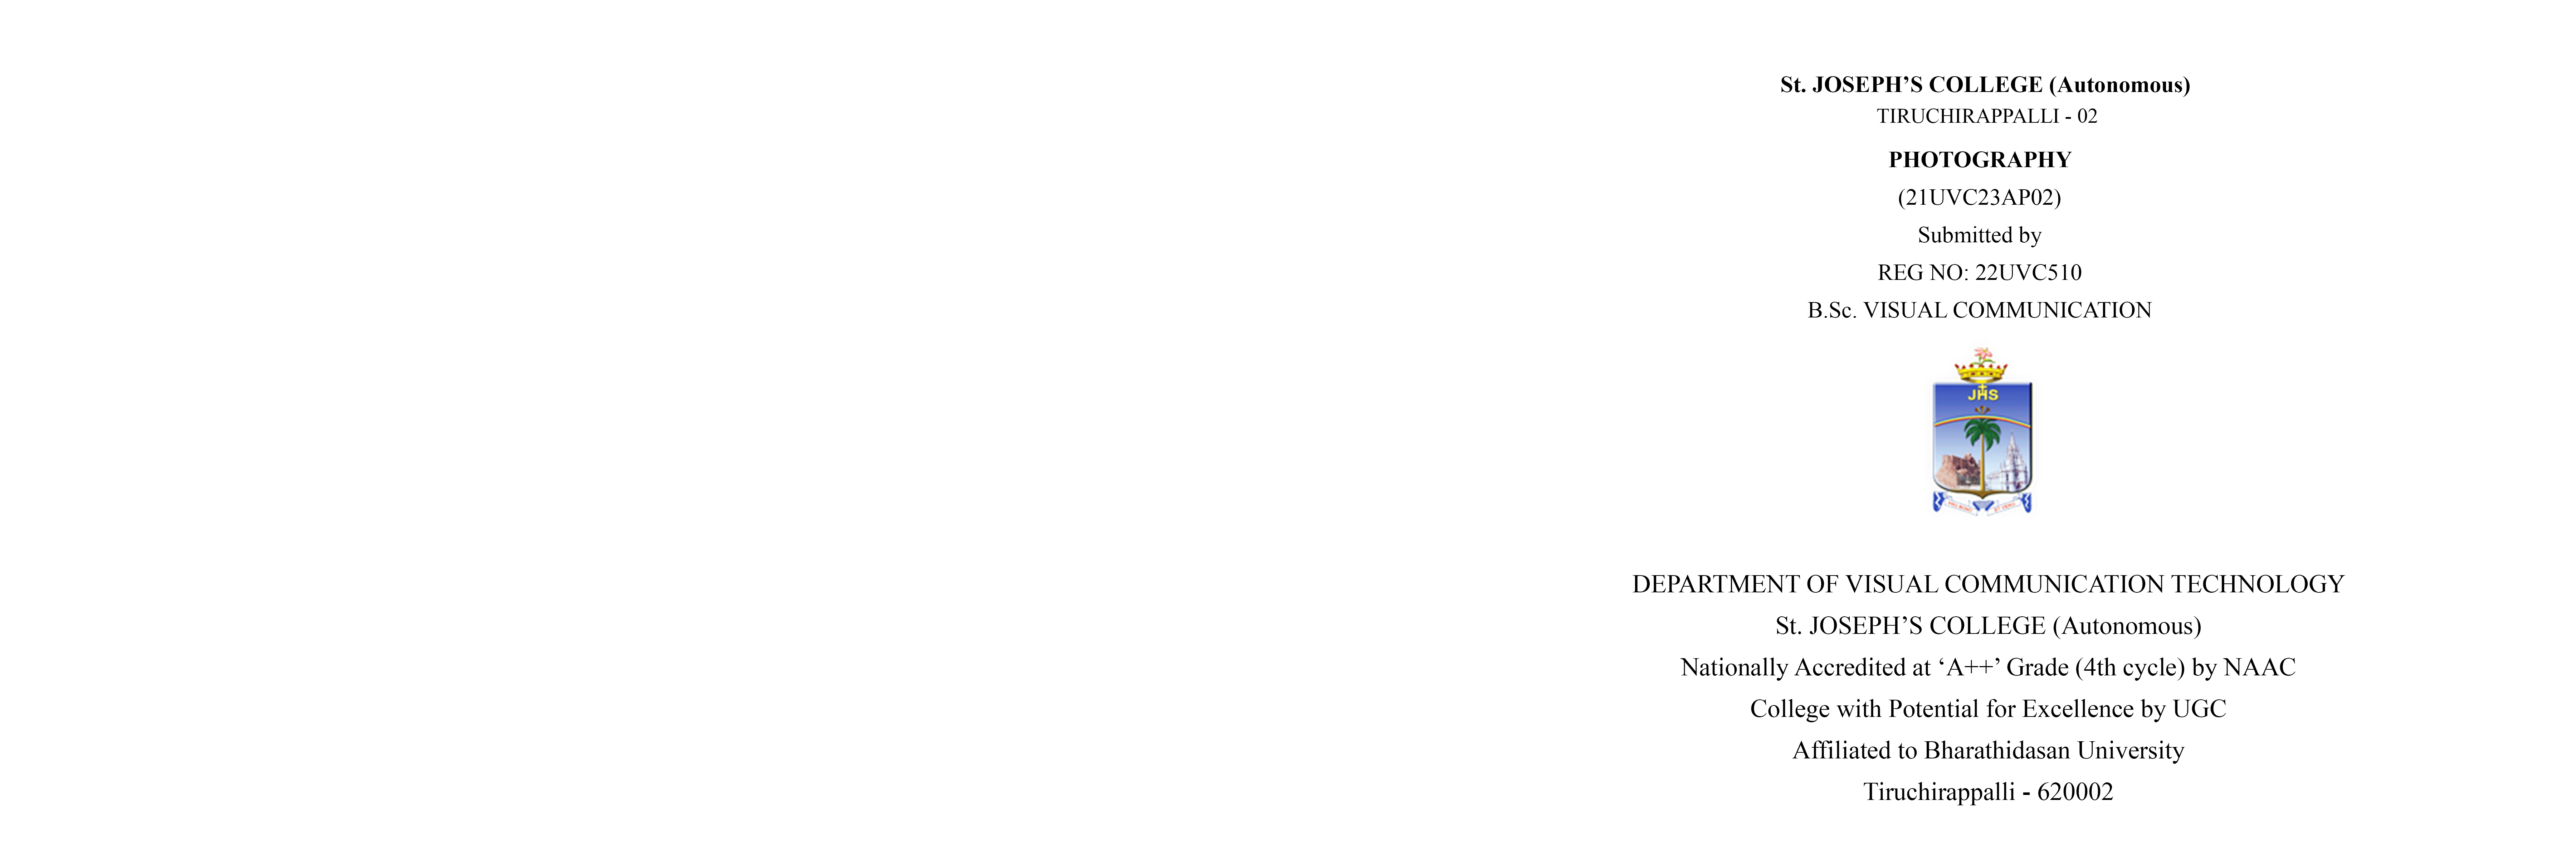 St. JOSEPH’S COLLEGE (Autonomous)
TIRUCHIRAPPALLI - 02
PHOTOGRAPHY
(21UVC23AP02)
Submitted by
REG NO: 22UVC510
B.Sc. VISUAL COMMUNICATION
JHS
DEPARTMENT OF VISUAL COMMUNICATION TECHNOLOGY
St. JOSEPH’S COLLEGE (Autonomous)
Nationally Accredited at ‘A++’ Grade (4th cycle) by NAAC
College with Potential for Excellence by UGC
Affiliated to Bharathidasan University
Tiruchirappalli - 620002